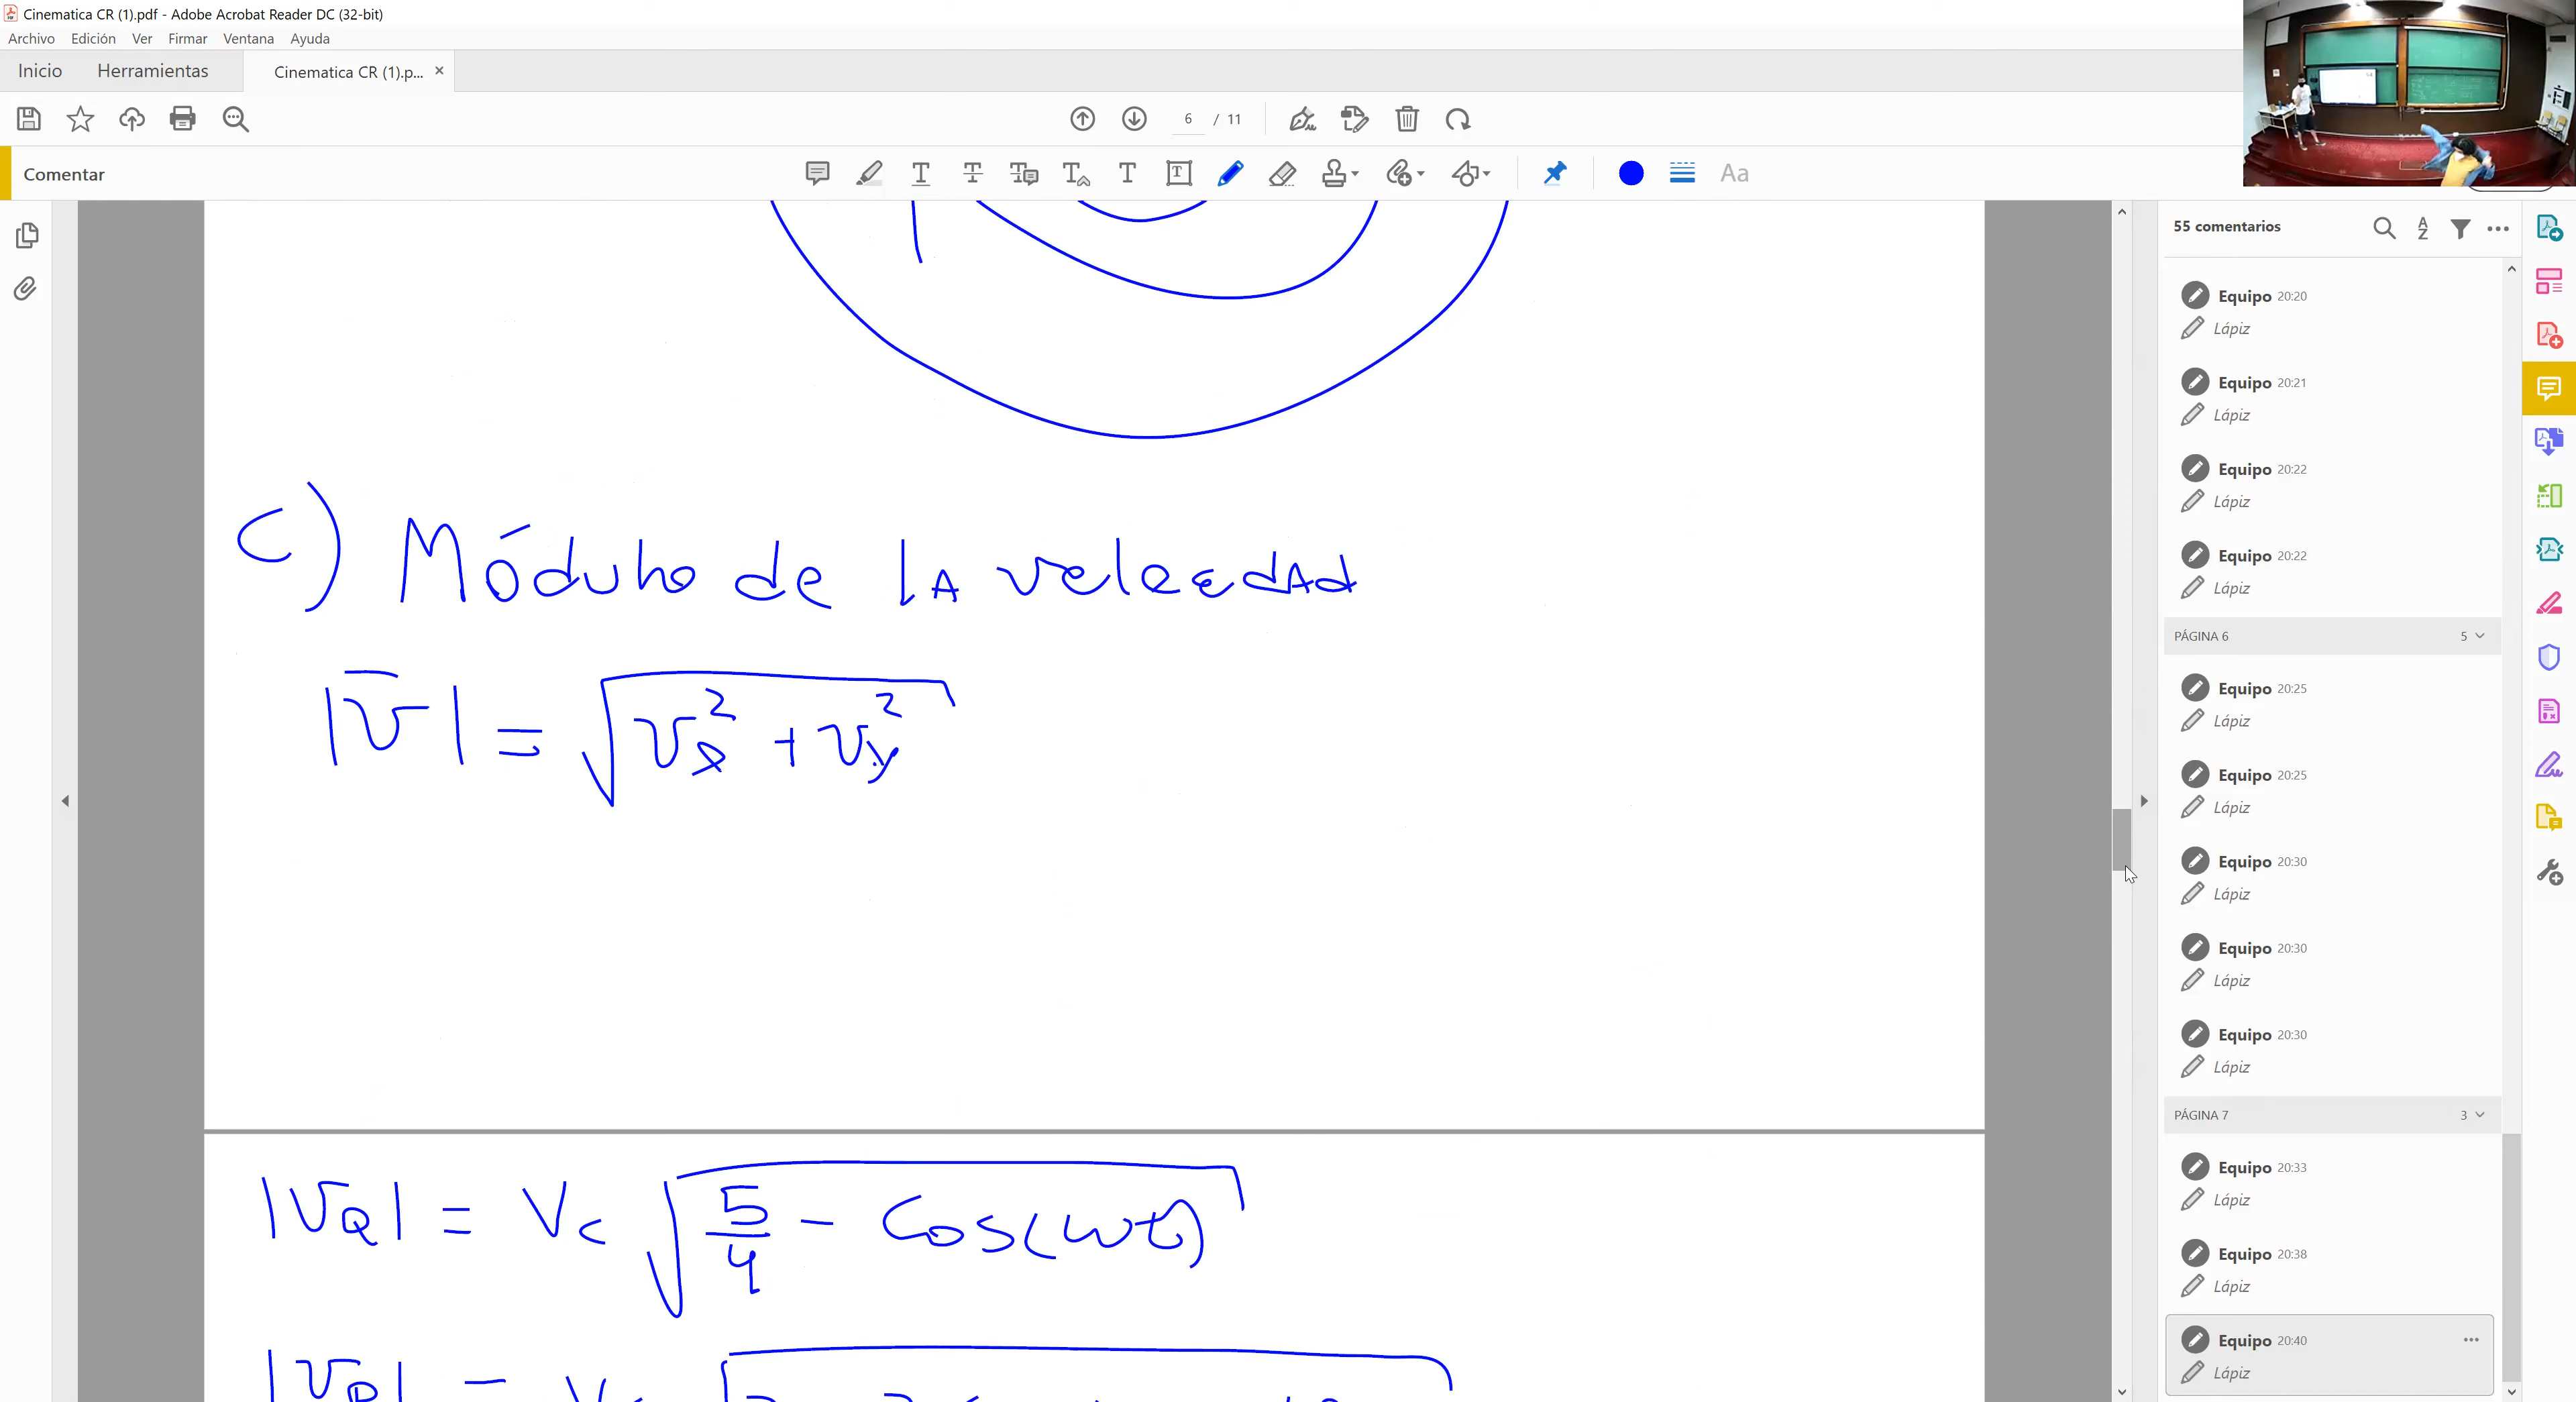 Cinematica CR (1).pdf - Adobe Acrobat Reader DC (32-bit)
Archivo Edición Ver Firmar Ventana Ayuda
Inicio Herramientas Cinematica CR (1).p... ×
6 / 11
Comentar
Aa
55 comentarios
Equipo 20:20
Lápiz
Equipo 20:21
Lápiz
Equipo 20:22
Lápiz
Equipo 20:22
Lápiz
PÁGINA 6 5
Equipo 20:25
Lápiz
Equipo 20:25
Lápiz
Equipo 20:30
Lápiz
Equipo 20:30
Lápiz
Equipo 20:30
Lápiz
PÁGINA 7 3
Equipo 20:33
Lápiz
Equipo 20:38
Lápiz
Equipo 20:40
Lápiz
C) Módulo de lA velocidAd
|v̄| = √(vx² + vy²)
|vQ| = Vc √(5/4 - Cos(ωt))